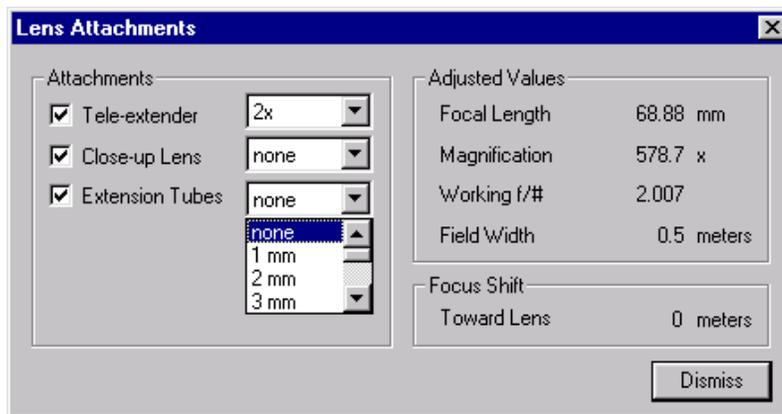 Lens Attachments
Attachments
Tele-extender 2x
Close-up Lens none
Extension Tubes none
none
1 mm
2 mm
3 mm
Adjusted Values
Focal Length 68.88 mm
Magnification 578.7 x
Working f/# 2.007
Field Width 0.5 meters
Focus Shift
Toward Lens 0 meters
Dismiss